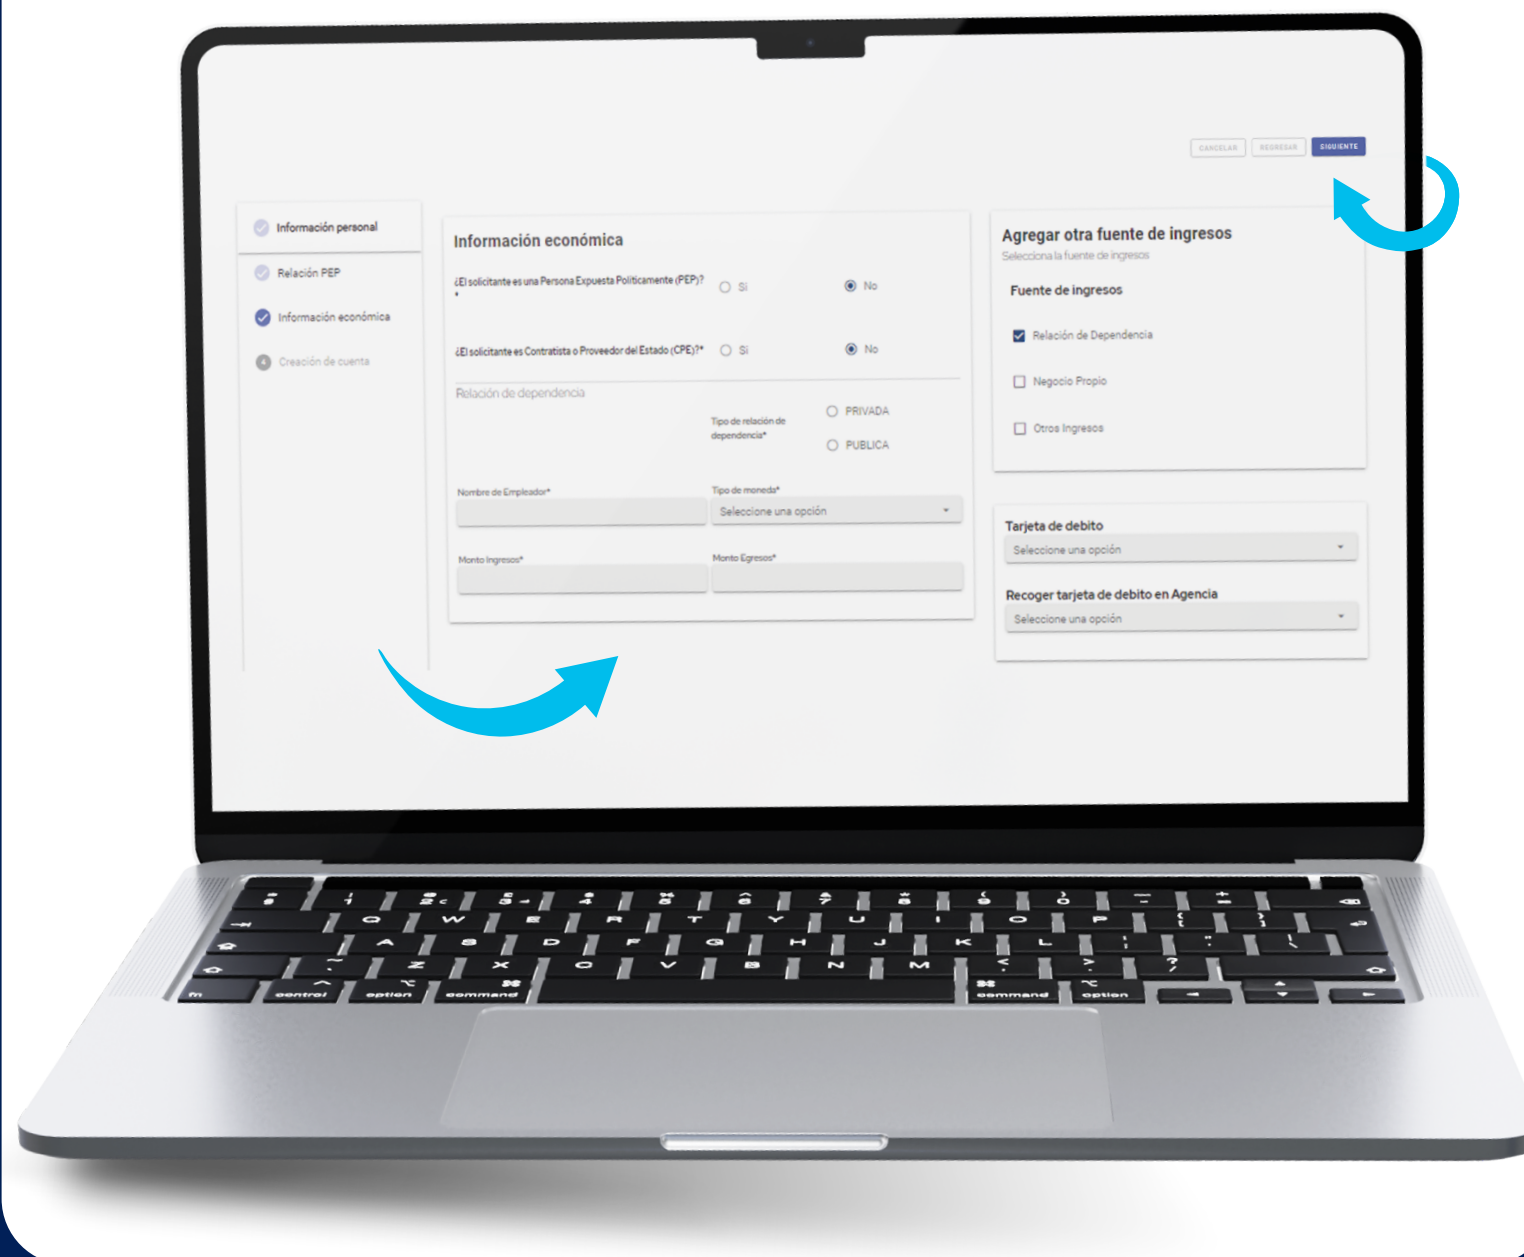 CANCELAR REGRESAR SIGUIENTE
Información personal
Relación PEP
Información económica
4 Creación de cuenta
Información económica
¿El solicitante es una Persona Expuesta Políticamente (PEP)?
*
Si No
¿El solicitante es Contratista o Proveedor del Estado (CPE)?*
Si No
Relación de dependencia
Tipo de relación de
dependencia*
PRIVADA
PUBLICA
Nombre de Empleador*
Tipo de moneda*
Seleccione una opción
Monto Ingresos*
Monto Egresos*
Agregar otra fuente de ingresos
Selecciona la fuente de ingresos
Fuente de ingresos
Relación de Dependencia
Negocio Propio
Otros Ingresos
Tarjeta de debito
Seleccione una opción
Recoger tarjeta de debito en Agencia
Seleccione una opción
Q W E R T Y U I O P
A S D F G H J K L
Z X C V B N M
fn control option command command option